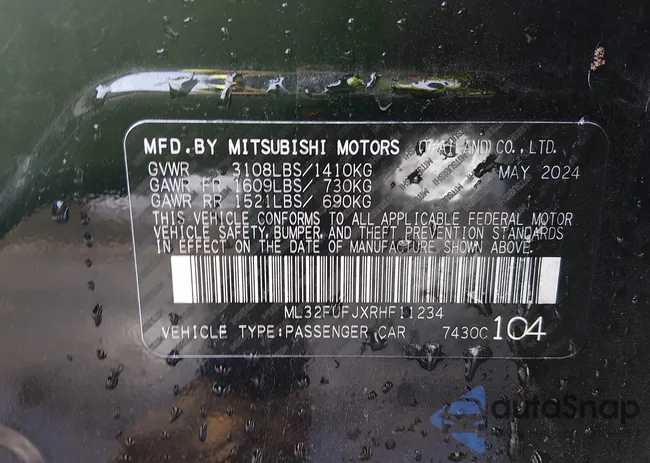 MFD.BY MITSUBISHI MOTORS (THAILAND) CO., LTD.
GVWR 3108LBS/1410KG MAY 2024
GAWR FR 1609LBS/ 730KG
GAWR RR 1521LBS/ 690KG
THIS VEHICLE CONFORMS TO ALL APPLICABLE FEDERAL MOTOR
VEHICLE SAFETY, BUMPER, AND THEFT PREVENTION STANDARDS
IN EFFECT ON THE DATE OF MANUFACTURE SHOWN ABOVE.
ML32FUFJXRHF11234
VEHICLE TYPE:PASSENGER CAR 7430C 104
autoSnap